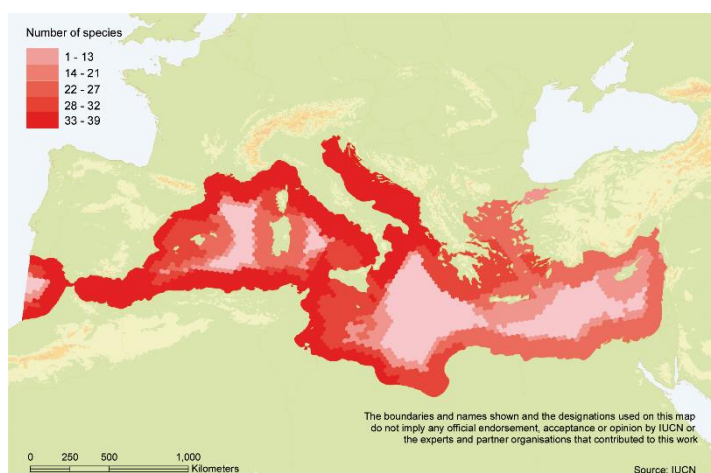 Number of species
1 - 13
14 - 21
22 - 27
28 - 32
33 - 39
The boundaries and names shown and the designations used on this map
do not imply any official endorsement, acceptance or opinion by IUCN or
the experts and partner organisations that contributed to this work
0 250 500 1,000
Kilometers
Source: IUCN